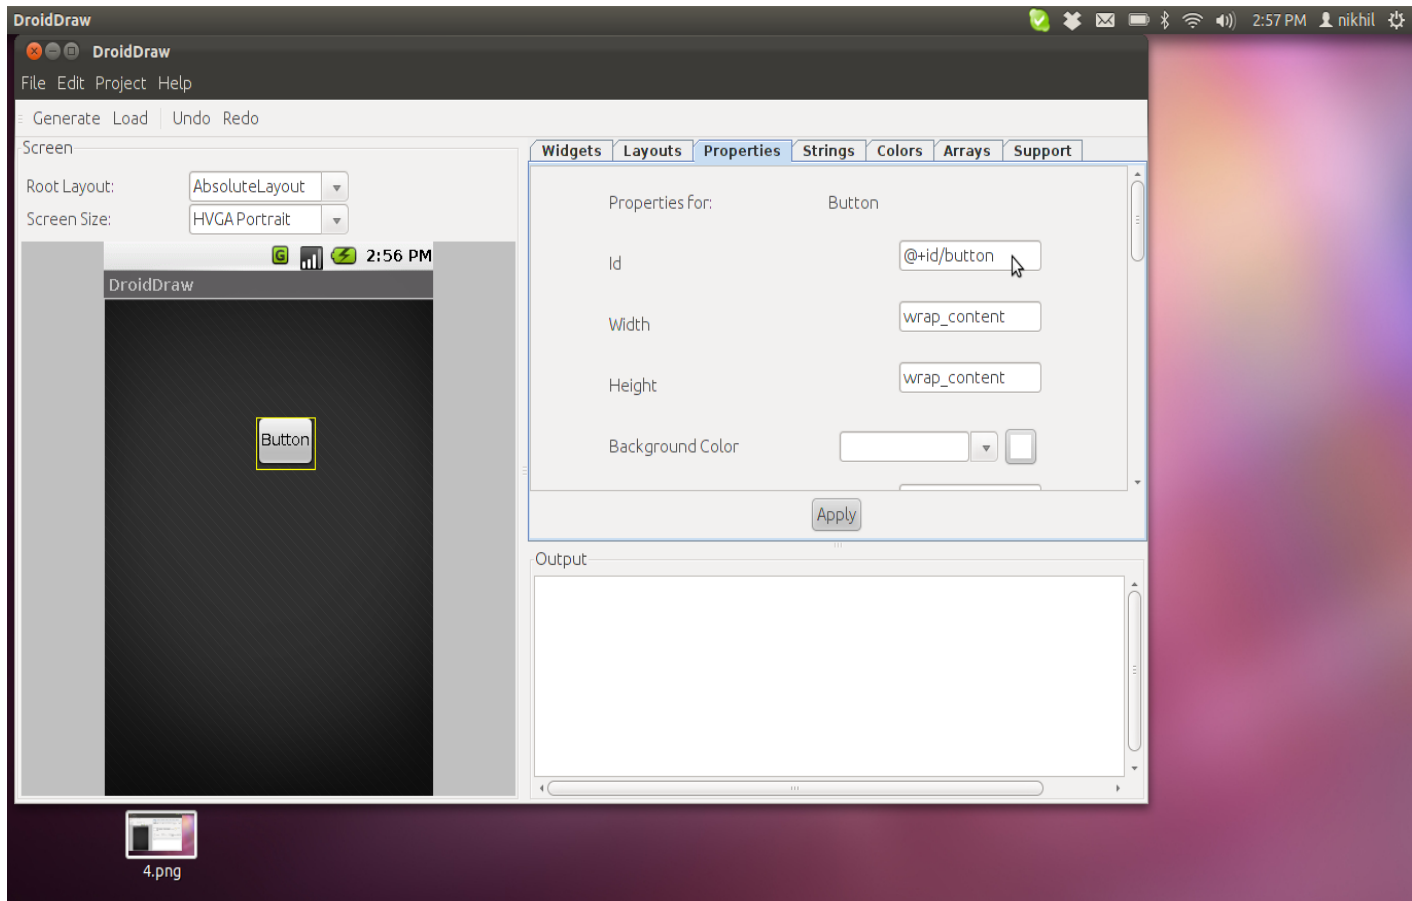 DroidDraw
2:57 PM nikhil
DroidDraw
File Edit Project Help
Generate Load Undo Redo
Screen
Root Layout: AbsoluteLayout
Screen Size: HVGA Portrait
G 2:56 PM
DroidDraw
Button
Widgets Layouts Properties Strings Colors Arrays Support
Properties for: Button
Id @+id/button
Width wrap_content
Height wrap_content
Background Color
Apply
Output
4.png